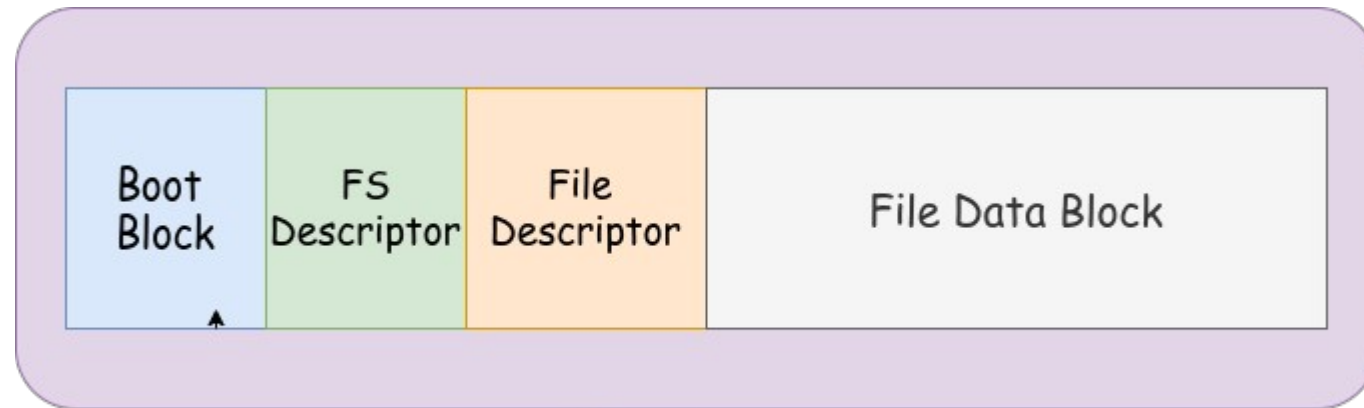 Boot
Block
FS
Descriptor
File
Descriptor
File Data Block